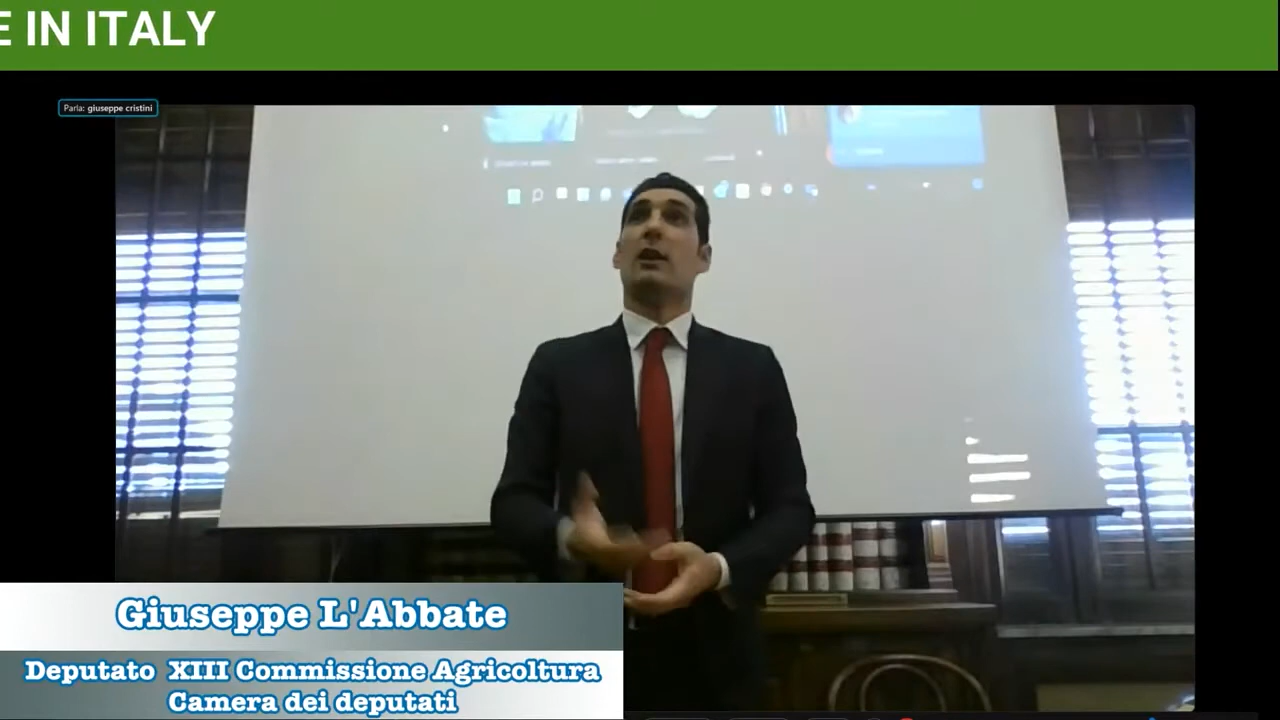 E IN ITALY
Parla: giuseppe cristini
Giuseppe L'Abbate
Deputato XIII Commissione Agricoltura
Camera dei deputati